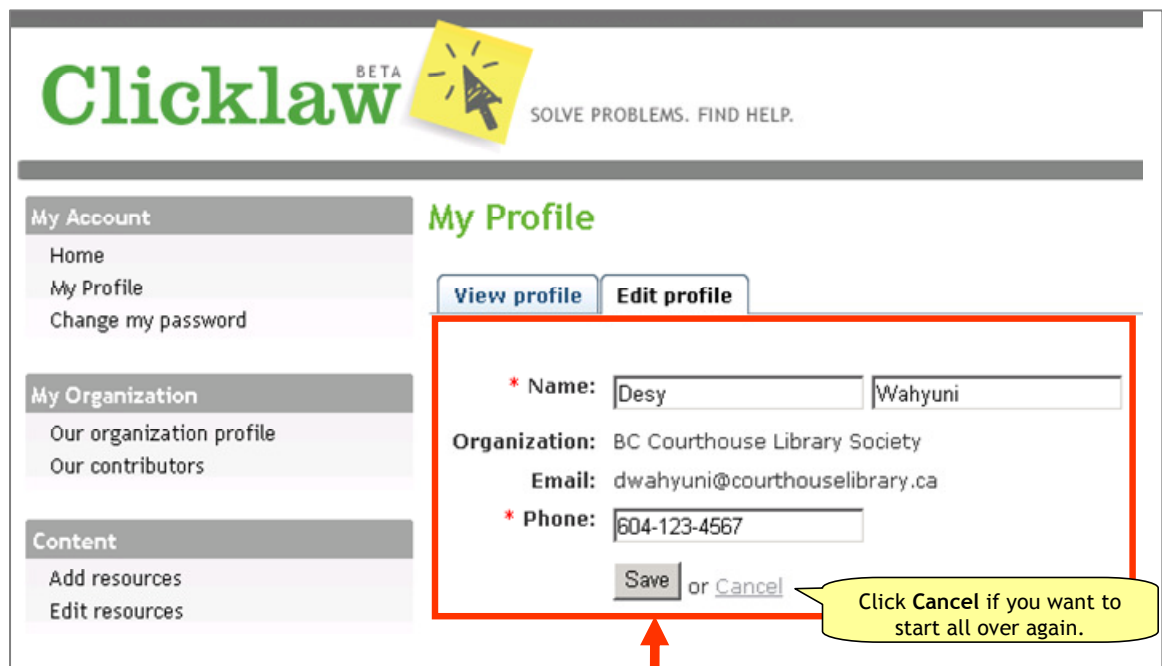 Clicklaw BETA
SOLVE PROBLEMS. FIND HELP.
My Account
Home
My Profile
Change my password
My Organization
Our organization profile
Our contributors
Content
Add resources
Edit resources
My Profile
View profile Edit profile
* Name: Desy Wahyuni
Organization: BC Courthouse Library Society
Email: dwahyuni@courthouselibrary.ca
* Phone: 604-123-4567
Save or Cancel
Click Cancel if you want to
start all over again.